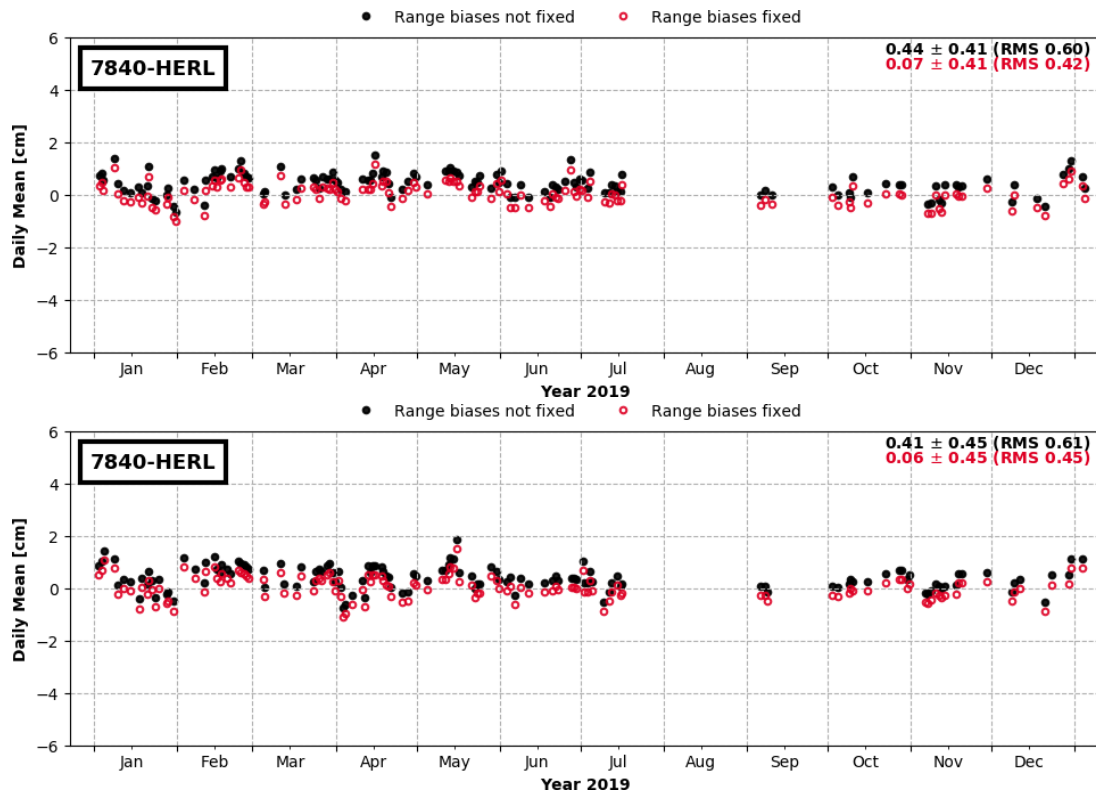 Range biases not fixed Range biases fixed
7840-HERL
0.44 ± 0.41 (RMS 0.60)
0.07 ± 0.41 (RMS 0.42)
Daily Mean [cm]
6
4
2
0
−2
−4
−6
Jan Feb Mar Apr May Jun Jul Aug Sep Oct Nov Dec
Year 2019
Range biases not fixed Range biases fixed
7840-HERL
0.41 ± 0.45 (RMS 0.61)
0.06 ± 0.45 (RMS 0.45)
Daily Mean [cm]
6
4
2
0
−2
−4
−6
Jan Feb Mar Apr May Jun Jul Aug Sep Oct Nov Dec
Year 2019